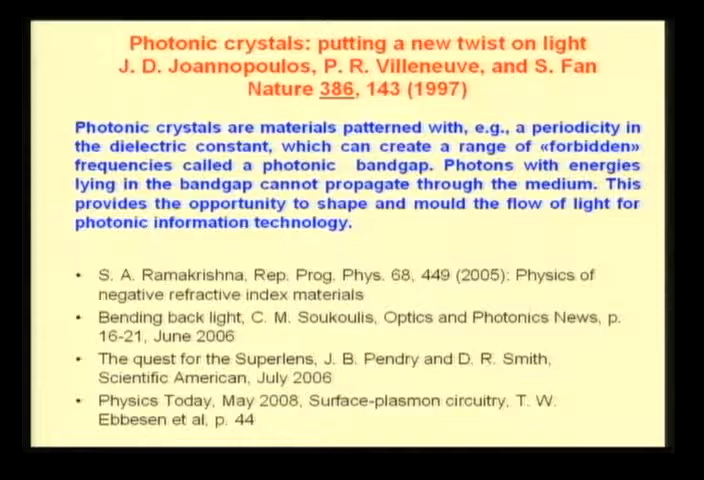 Photonic crystals: putting a new twist on light
J. D. Joannopoulos, P. R. Villeneuve, and S. Fan
Nature 386, 143 (1997)
Photonic crystals are materials patterned with, e.g., a periodicity in
the dielectric constant, which can create a range of «forbidden»
frequencies called a photonic bandgap. Photons with energies
lying in the bandgap cannot propagate through the medium. This
provides the opportunity to shape and mould the flow of light for
photonic information technology.
• S. A. Ramakrishna, Rep. Prog. Phys. 68, 449 (2005): Physics of
negative refractive index materials
• Bending back light, C. M. Soukoulis, Optics and Photonics News, p.
16-21, June 2006
• The quest for the Superlens, J. B. Pendry and D. R. Smith,
Scientific American, July 2006
• Physics Today, May 2008, Surface-plasmon circuitry, T. W.
Ebbesen et al, p. 44